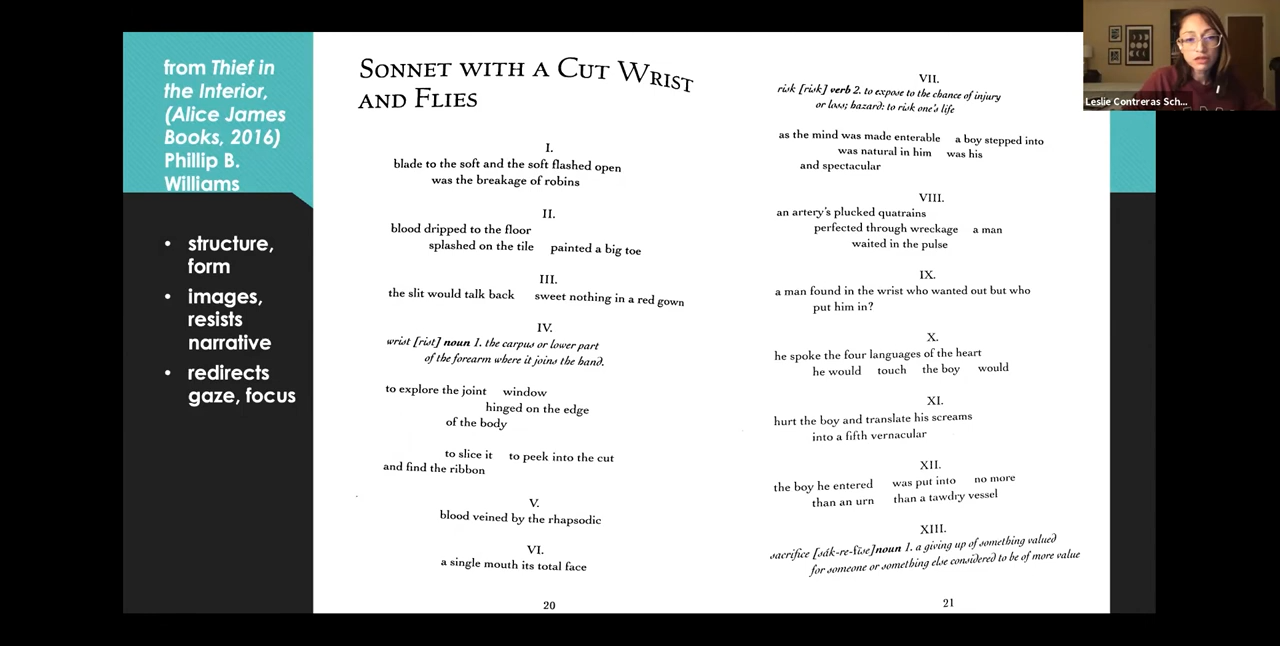 from Thief in
the Interior,
(Alice James
Books, 2016)
Phillip B.
Williams
• structure,
form
• images,
resists
narrative
• redirects
gaze, focus
SONNET WITH A CUT WRIST
AND FLIES
I.
blade to the soft and the soft flashed open
was the breakage of robins
II.
blood dripped to the floor
splashed on the tile painted a big toe
III.
the slit would talk back sweet nothing in a red gown
IV.
wrist [rist] noun 1. the carpus or lower part
of the forearm where it joins the hand.
to explore the joint window
hinged on the edge
of the body
to slice it to peek into the cut
and find the ribbon
V.
blood veined by the rhapsodic
VI.
a single mouth its total face
20
VII.
risk [risk] verb 2. to expose to the chance of injury
or loss; hazard: to risk one's life
as the mind was made enterable a boy stepped into
was natural in him was his
and spectacular
VIII.
an artery's plucked quatrains
perfected through wreckage a man
waited in the pulse
IX.
a man found in the wrist who wanted out but who
put him in?
X.
he spoke the four languages of the heart
he would touch the boy would
XI.
hurt the boy and translate his screams
into a fifth vernacular
XII.
the boy he entered was put into no more
than an urn than a tawdry vessel
XIII.
sacrifice [sák-re-fīse]noun 1. a giving up of something valued
for someone or something else considered to be of more value
21
Leslie Contreras Sch...